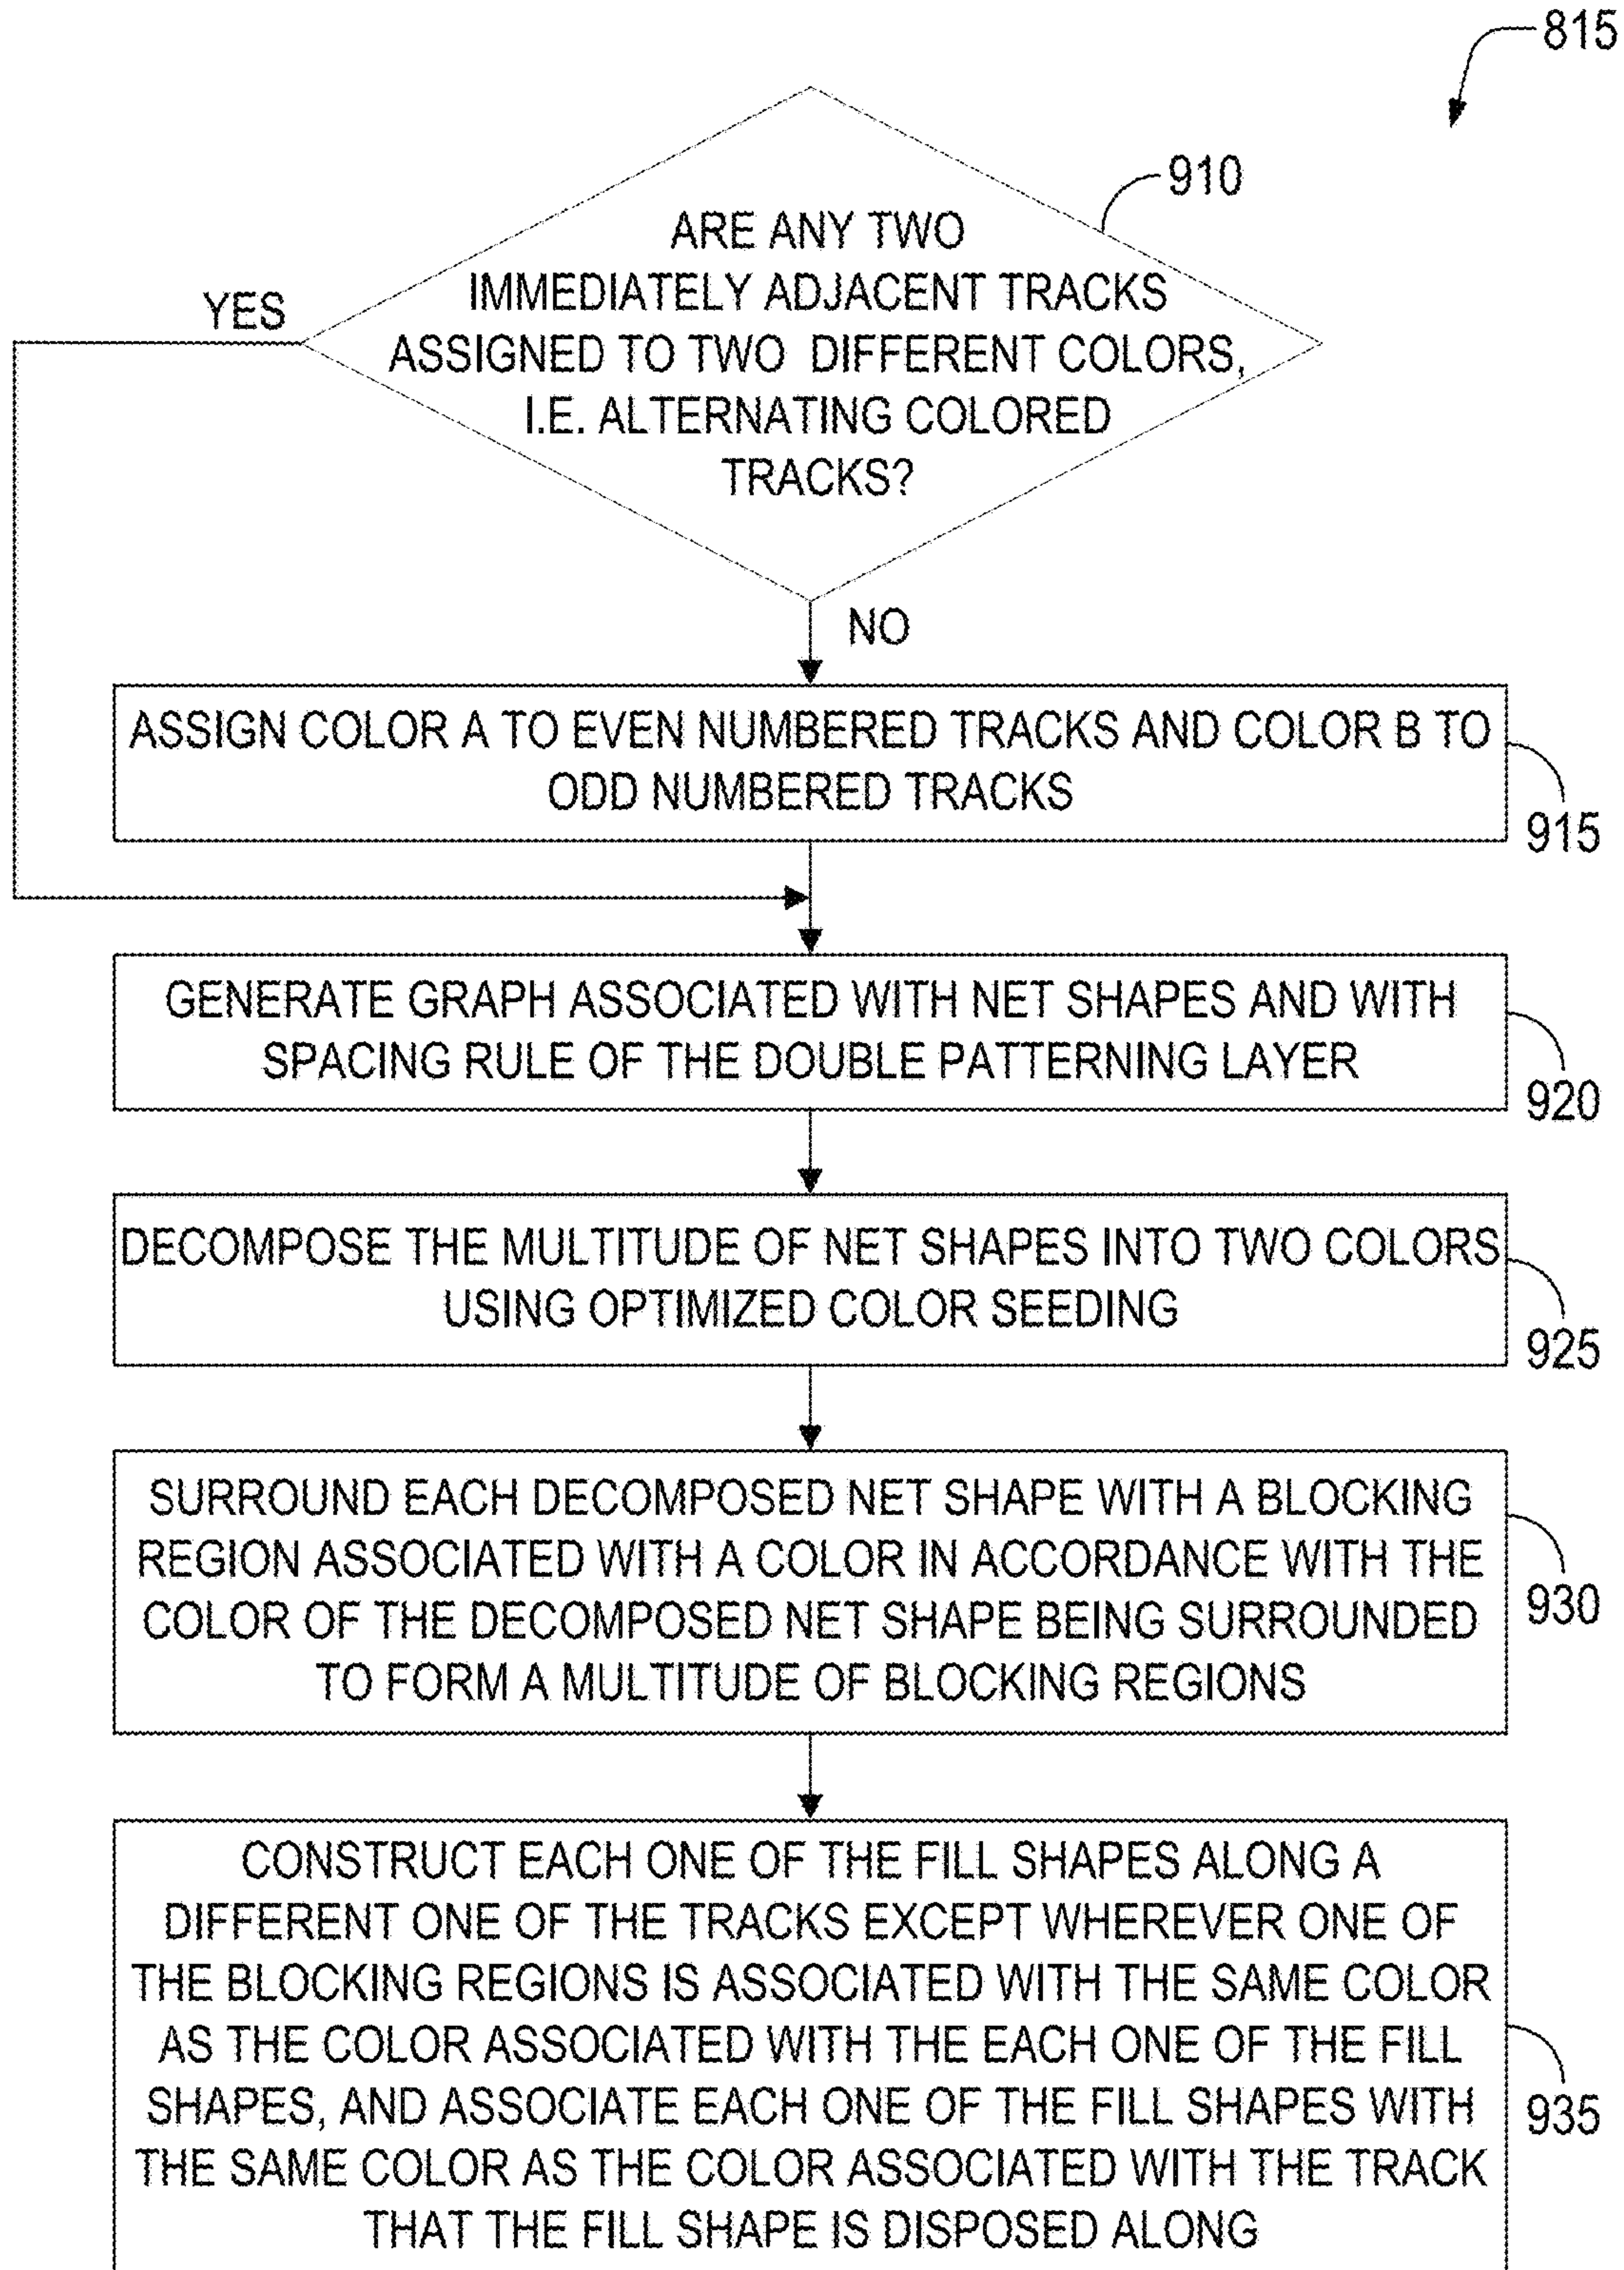 815
910
ARE ANY TWO
IMMEDIATELY ADJACENT TRACKS
ASSIGNED TO TWO DIFFERENT COLORS,
I.E. ALTERNATING COLORED
TRACKS?
YES
NO
ASSIGN COLOR A TO EVEN NUMBERED TRACKS AND COLOR B TO
ODD NUMBERED TRACKS
915
GENERATE GRAPH ASSOCIATED WITH NET SHAPES AND WITH
SPACING RULE OF THE DOUBLE PATTERNING LAYER
920
DECOMPOSE THE MULTITUDE OF NET SHAPES INTO TWO COLORS
USING OPTIMIZED COLOR SEEDING
925
SURROUND EACH DECOMPOSED NET SHAPE WITH A BLOCKING
REGION ASSOCIATED WITH A COLOR IN ACCORDANCE WITH THE
COLOR OF THE DECOMPOSED NET SHAPE BEING SURROUNDED
TO FORM A MULTITUDE OF BLOCKING REGIONS
930
CONSTRUCT EACH ONE OF THE FILL SHAPES ALONG A
DIFFERENT ONE OF THE TRACKS EXCEPT WHEREVER ONE OF
THE BLOCKING REGIONS IS ASSOCIATED WITH THE SAME COLOR
AS THE COLOR ASSOCIATED WITH THE EACH ONE OF THE FILL
SHAPES, AND ASSOCIATE EACH ONE OF THE FILL SHAPES WITH
THE SAME COLOR AS THE COLOR ASSOCIATED WITH THE TRACK
THAT THE FILL SHAPE IS DISPOSED ALONG
935